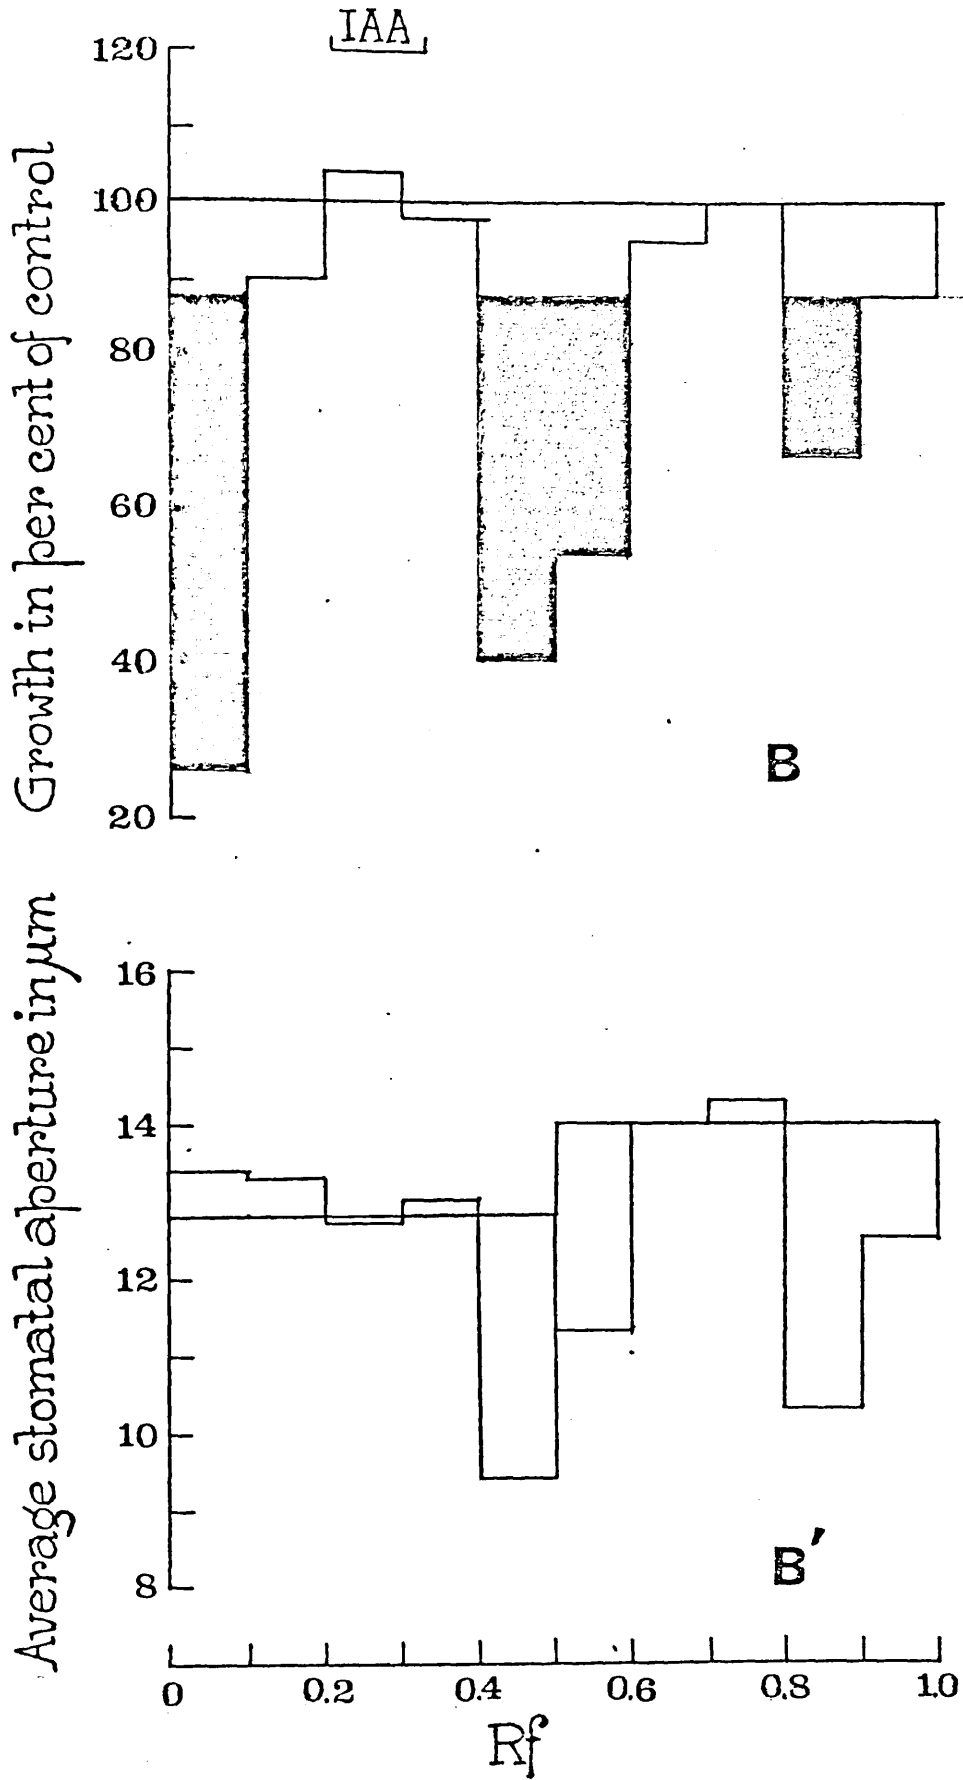 IAA
120
100
80
60
40
20
Growth in per cent of control
B
16
14
12
10
8
Average stomatal aperture in µm
B′
0 0.2 0.4 0.6 0.8 1.0
Rf